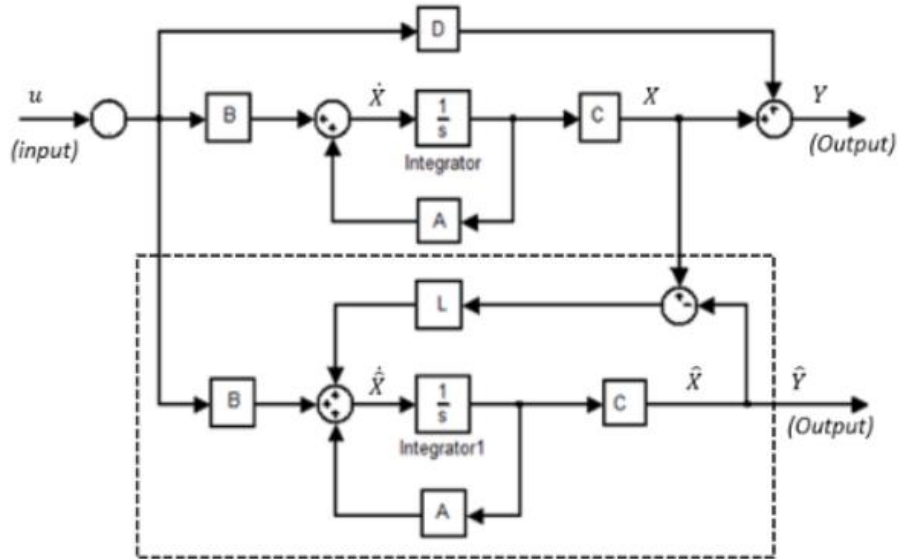 D
u
(input)
B
Ẋ
1
s
Integrator
C
X
Y
(Output)
A
L
B
X̂̇
1
s
Integrator1
C
X̂
Ŷ
(Output)
A